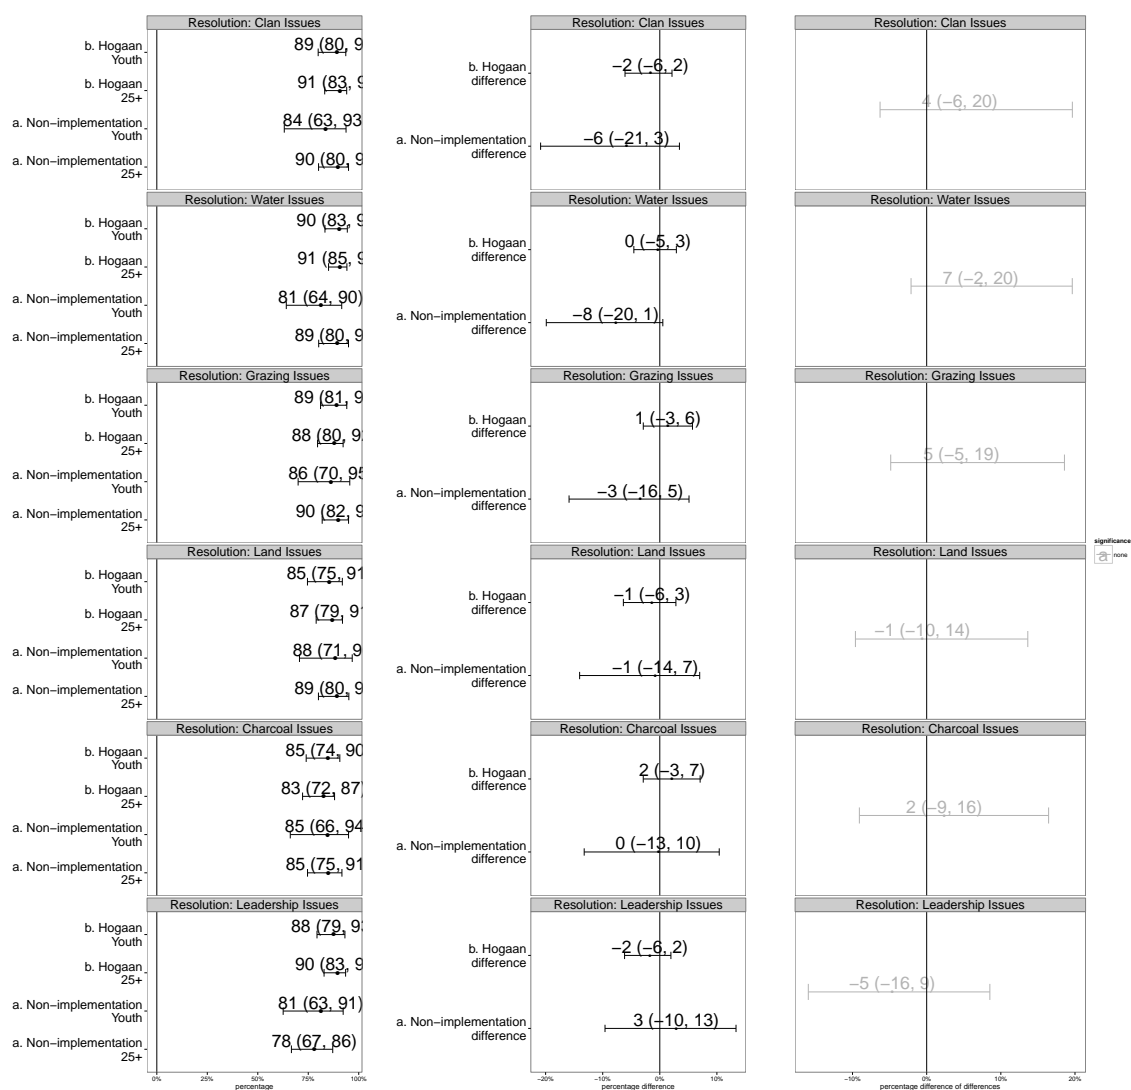 Resolution: Clan Issues
b. Hogaan
Youth
89 (80, 9
b. Hogaan
25+
91 (83, 9
a. Non−implementation
Youth
84 (63, 93
a. Non−implementation
25+
90 (80, 9
Resolution: Water Issues
b. Hogaan
Youth
90 (83, 9
b. Hogaan
25+
91 (85, 9
a. Non−implementation
Youth
81 (64, 90)
a. Non−implementation
25+
89 (80, 9
Resolution: Grazing Issues
b. Hogaan
Youth
89 (81, 9
b. Hogaan
25+
88 (80, 9
a. Non−implementation
Youth
86 (70, 95
a. Non−implementation
25+
90 (82, 9
Resolution: Land Issues
b. Hogaan
Youth
85 (75, 91
b. Hogaan
25+
87 (79, 91
a. Non−implementation
Youth
88 (71, 9
a. Non−implementation
25+
89 (80, 9
Resolution: Charcoal Issues
b. Hogaan
Youth
85 (74, 90
b. Hogaan
25+
83 (72, 87)
a. Non−implementation
Youth
85 (66, 94
a. Non−implementation
25+
85 (75, 91
Resolution: Leadership Issues
b. Hogaan
Youth
88 (79, 93
b. Hogaan
25+
90 (83, 9
a. Non−implementation
Youth
81 (63, 91)
a. Non−implementation
25+
78 (67, 86)
0% 25% 50% 75% 100%
percentage
Resolution: Clan Issues
b. Hogaan
difference
−2 (−6, 2)
a. Non−implementation
difference
−6 (−21, 3)
Resolution: Water Issues
b. Hogaan
difference
0 (−5, 3)
a. Non−implementation
difference
−8 (−20, 1)
Resolution: Grazing Issues
b. Hogaan
difference
1 (−3, 6)
a. Non−implementation
difference
−3 (−16, 5)
Resolution: Land Issues
b. Hogaan
difference
−1 (−6, 3)
a. Non−implementation
difference
−1 (−14, 7)
Resolution: Charcoal Issues
b. Hogaan
difference
2 (−3, 7)
a. Non−implementation
difference
0 (−13, 10)
Resolution: Leadership Issues
b. Hogaan
difference
−2 (−6, 2)
a. Non−implementation
difference
3 (−10, 13)
−20% −10% 0% 10%
percentage difference
Resolution: Clan Issues
4 (−6, 20)
Resolution: Water Issues
7 (−2, 20)
Resolution: Grazing Issues
5 (−5, 19)
Resolution: Land Issues
−1 (−10, 14)
Resolution: Charcoal Issues
2 (−9, 16)
Resolution: Leadership Issues
−5 (−16, 9)
−10% 0% 10% 20%
percentage difference of differences
significance
a none